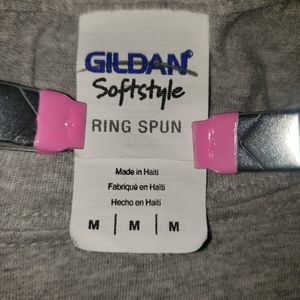 GILDAN®
Softstyle
RING SPUN
Made in Haiti
Fabriqué en Haïti
Hecho en Haití
M | M | M